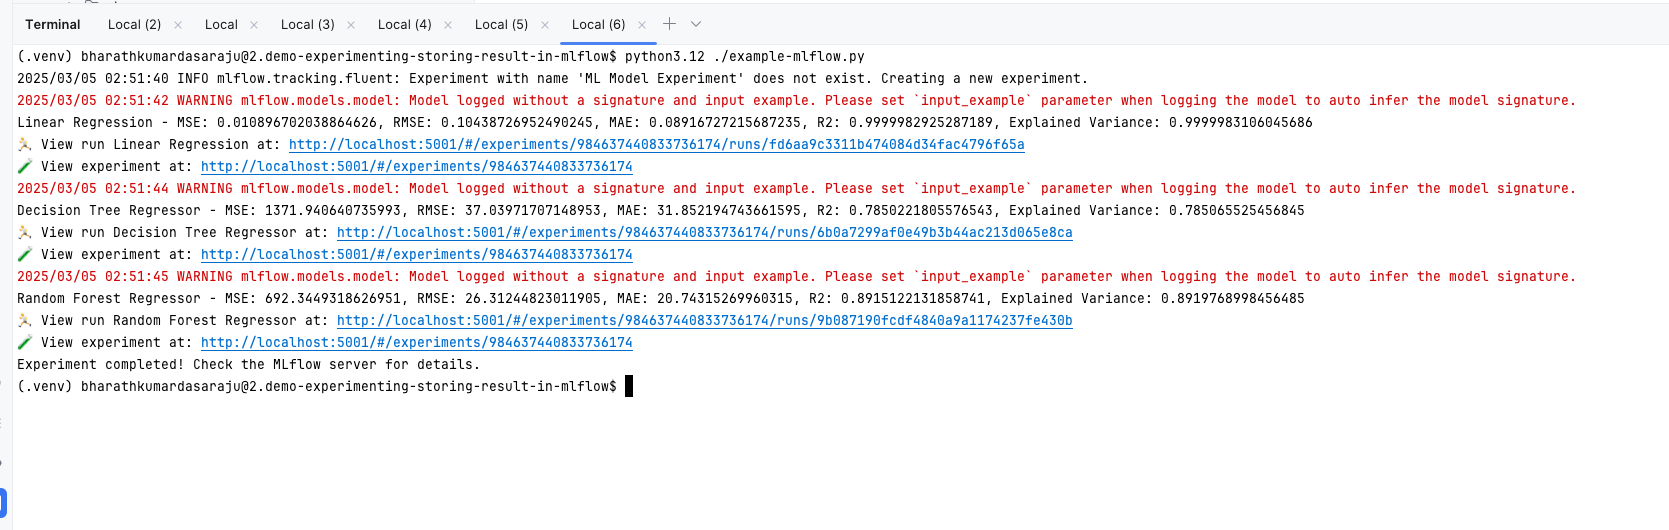 Terminal Local (2) × Local × Local (3) × Local (4) × Local (5) × Local (6) ×
(.venv) bharathkumardasaraju@2.demo-experimenting-storing-result-in-mlflow$ python3.12 ./example-mlflow.py
2025/03/05 02:51:40 INFO mlflow.tracking.fluent: Experiment with name 'ML Model Experiment' does not exist. Creating a new experiment.
2025/03/05 02:51:42 WARNING mlflow.models.model: Model logged without a signature and input example. Please set `input_example` parameter when logging the model to auto infer the model signature.
Linear Regression - MSE: 0.010896702038864626, RMSE: 0.10438726952490245, MAE: 0.08916727215687235, R2: 0.9999982925287189, Explained Variance: 0.9999983106045686
🏃 View run Linear Regression at: http://localhost:5001/#/experiments/984637440833736174/runs/fd6aa9c3311b474084d34fac4796f65a
🧪 View experiment at: http://localhost:5001/#/experiments/984637440833736174
2025/03/05 02:51:44 WARNING mlflow.models.model: Model logged without a signature and input example. Please set `input_example` parameter when logging the model to auto infer the model signature.
Decision Tree Regressor - MSE: 1371.940640735993, RMSE: 37.03971707148953, MAE: 31.852194743661595, R2: 0.7850221805576543, Explained Variance: 0.785065525456845
🏃 View run Decision Tree Regressor at: http://localhost:5001/#/experiments/984637440833736174/runs/6b0a7299af0e49b3b44ac213d065e8ca
🧪 View experiment at: http://localhost:5001/#/experiments/984637440833736174
2025/03/05 02:51:45 WARNING mlflow.models.model: Model logged without a signature and input example. Please set `input_example` parameter when logging the model to auto infer the model signature.
Random Forest Regressor - MSE: 692.3449318626951, RMSE: 26.31244823011905, MAE: 20.74315269960315, R2: 0.8915122131858741, Explained Variance: 0.8919768998456485
🏃 View run Random Forest Regressor at: http://localhost:5001/#/experiments/984637440833736174/runs/9b087190fcdf4840a9a1174237fe430b
🧪 View experiment at: http://localhost:5001/#/experiments/984637440833736174
Experiment completed! Check the MLflow server for details.
(.venv) bharathkumardasaraju@2.demo-experimenting-storing-result-in-mlflow$